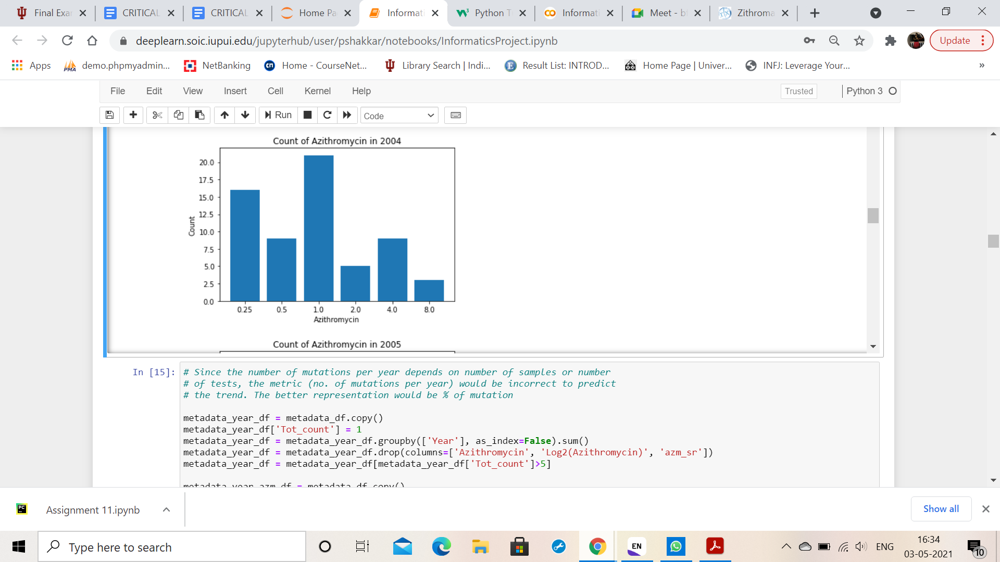 Final Exa
CRITICAL
CRITICAL
Home Pa
Informati
Python T
Informati
Meet - b
Zithroma
deeplearn.soic.iupui.edu/jupyterhub/user/pshakkar/notebooks/InformaticsProject.ipynb
Update
Apps
PMA
demo.phpmyadmin...
NetBanking
cn
Home - CourseNet...
Library Search | Indi...
Result List: INTROD...
Home Page | Univer...
INFJ: Leverage Your...
»
File Edit View Insert Cell Kernel Help
Trusted
Python 3
Run
Code
Count of Azithromycin in 2004
20.0
17.5
15.0
12.5
10.0
7.5
5.0
2.5
0.0
Count
0.25 0.5 1.0 2.0 4.0 8.0
Azithromycin
Count of Azithromycin in 2005
In [15]:
# Since the number of mutations per year depends on number of samples or number
# of tests, the metric (no. of mutations per year) would be incorrect to predict
# the trend. The better representation would be % of mutation
metadata_year_df = metadata_df.copy()
metadata_year_df['Tot_count'] = 1
metadata_year_df = metadata_year_df.groupby(['Year'], as_index=False).sum()
metadata_year_df = metadata_year_df.drop(columns=['Azithromycin', 'Log2(Azithromycin)', 'azm_sr'])
metadata_year_df = metadata_year_df[metadata_year_df['Tot_count']>5]
metadata_year_azm_df = metadata_df.copy()
PC
Assignment 11.ipynb
Show all
Type here to search
EN
ENG
16:34
03-05-2021
10